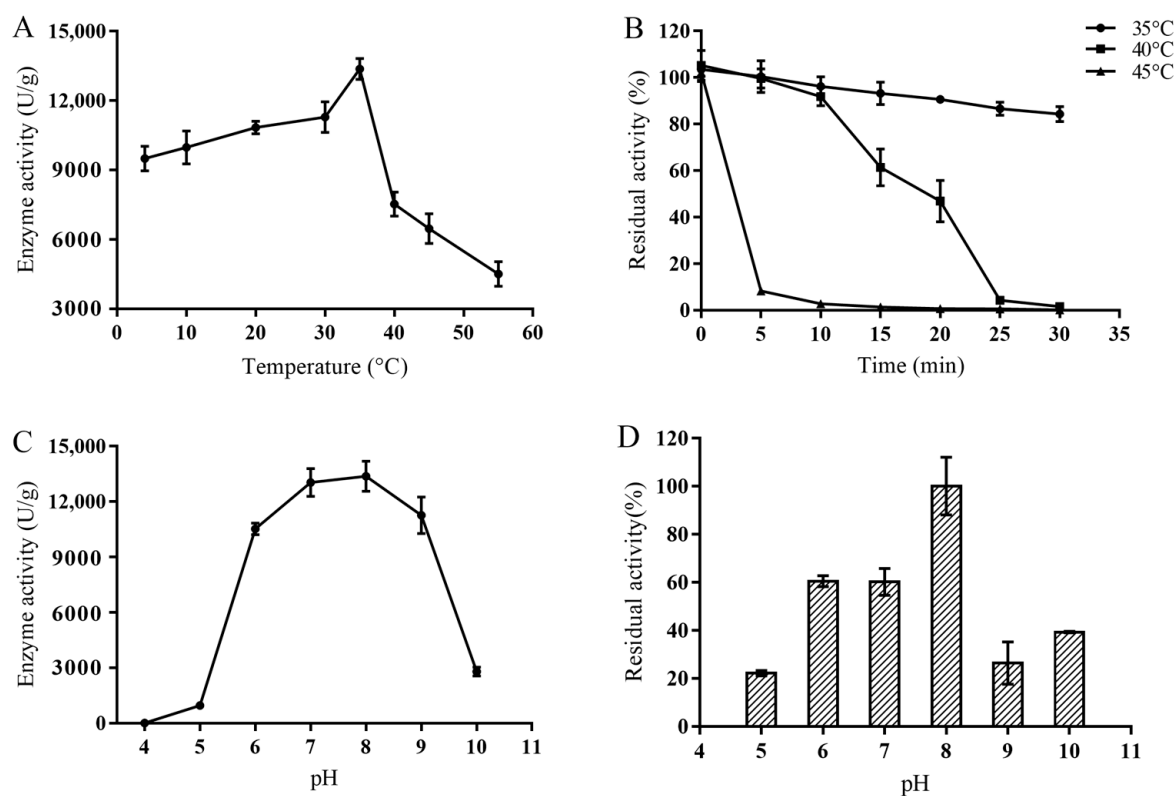 A
Enzyme activity (U/g)
15,000
12,000
9000
6000
3000
0 10 20 30 40 50 60
Temperature (°C)
B
Residual activity (%)
120
100
80
60
40
20
0
0 5 10 15 20 25 30 35
Time (min)
35°C
40°C
45°C
C
Enzyme activity (U/g)
15,000
12,000
9000
6000
3000
0
4 5 6 7 8 9 10 11
pH
D
Residual activity(%)
120
100
80
60
40
20
0
4 5 6 7 8 9 10 11
pH